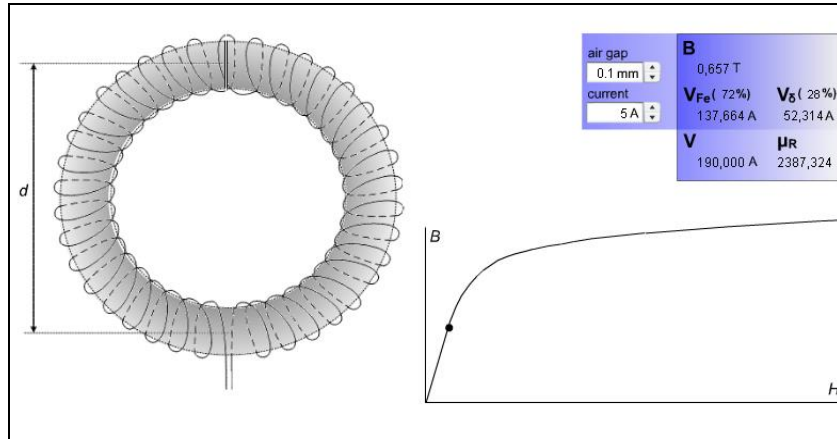 d
air gap
0.1 mm
current
5 A
B
0,657 T
VFe( 72%) Vδ( 28%)
137,664 A 52,314 A
V μR
190,000 A 2387,324
B
H